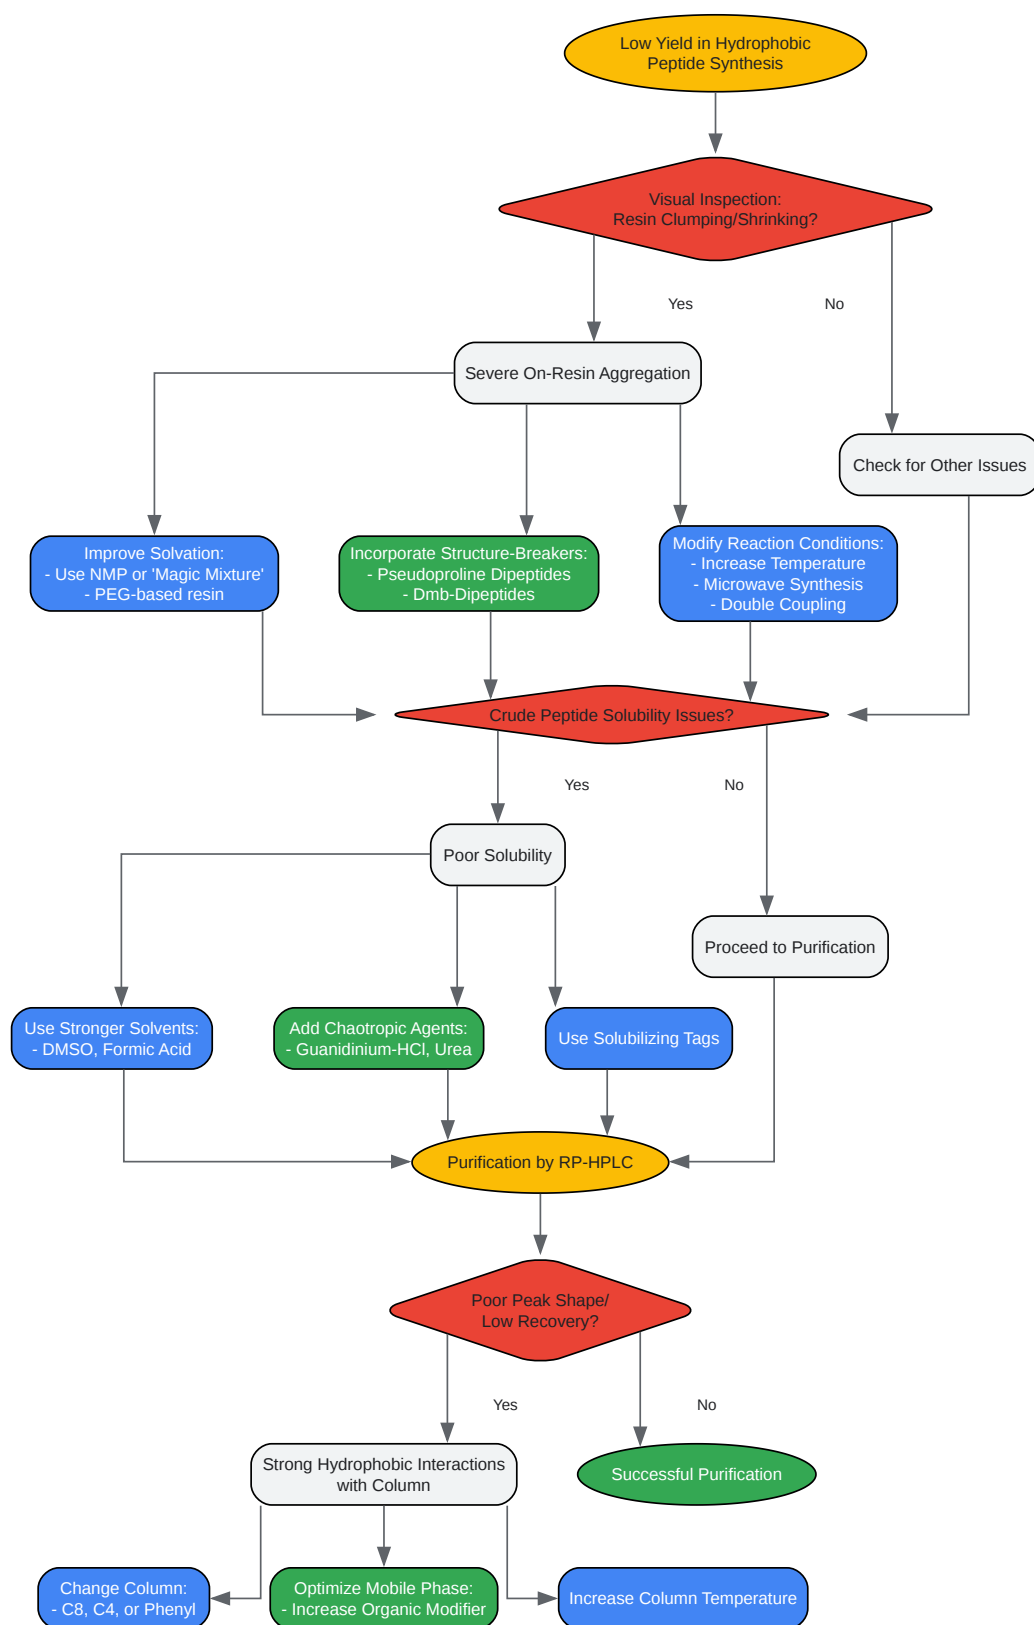 Low Yield in Hydrophobic
Peptide Synthesis
Visual Inspection:
Resin Clumping/Shrinking?
Yes
No
Severe On-Resin Aggregation
Check for Other Issues
Improve Solvation:
- Use NMP or 'Magic Mixture'
- PEG-based resin
Incorporate Structure-Breakers:
- Pseudoproline Dipeptides
- Dmb-Dipeptides
Modify Reaction Conditions:
- Increase Temperature
- Microwave Synthesis
- Double Coupling
Crude Peptide Solubility Issues?
Yes
No
Poor Solubility
Proceed to Purification
Use Stronger Solvents:
- DMSO, Formic Acid
Add Chaotropic Agents:
- Guanidinium-HCl, Urea
Use Solubilizing Tags
Purification by RP-HPLC
Poor Peak Shape/
Low Recovery?
Yes
No
Strong Hydrophobic Interactions
with Column
Successful Purification
Change Column:
- C8, C4, or Phenyl
Optimize Mobile Phase:
- Increase Organic Modifier
Increase Column Temperature